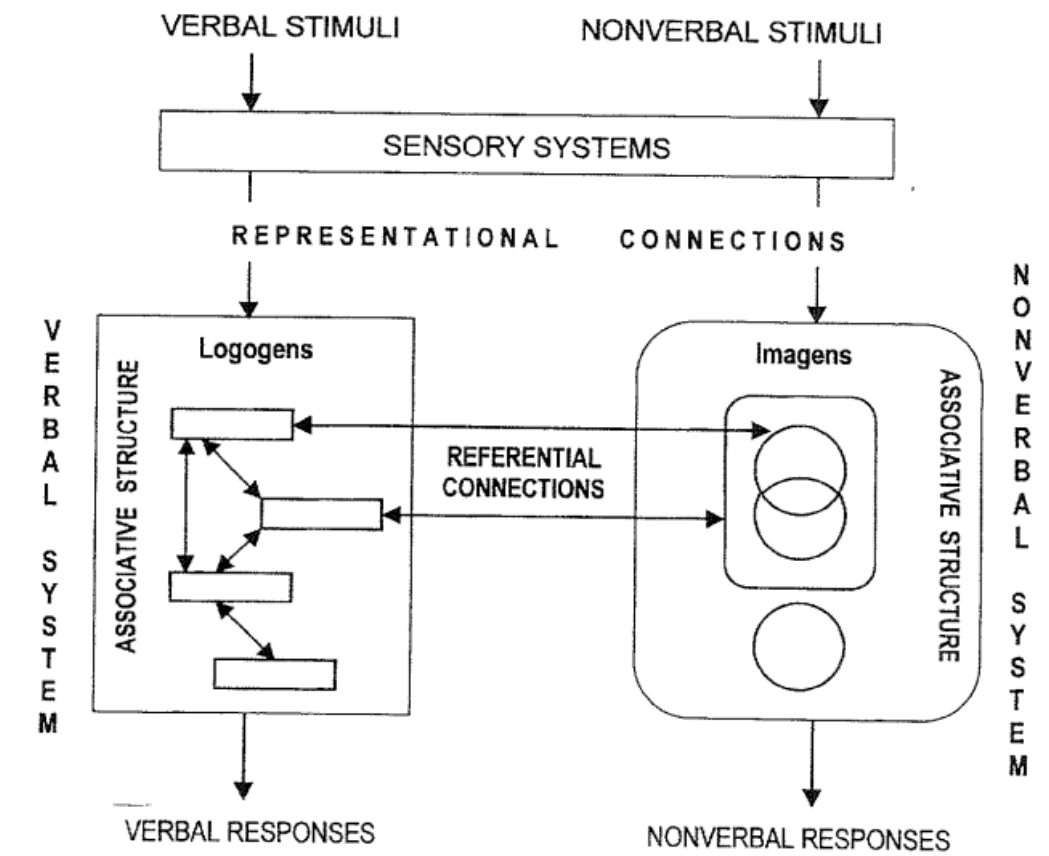 VERBAL STIMULI
NONVERBAL STIMULI
SENSORY SYSTEMS
REPRESENTATIONAL CONNECTIONS
VERBAL SYSTEM
ASSOCIATIVE STRUCTURE
Logogens
REFERENTIAL
CONNECTIONS
Imagens
ASSOCIATIVE STRUCTURE
NONVERBAL SYSTEM
VERBAL RESPONSES
NONVERBAL RESPONSES